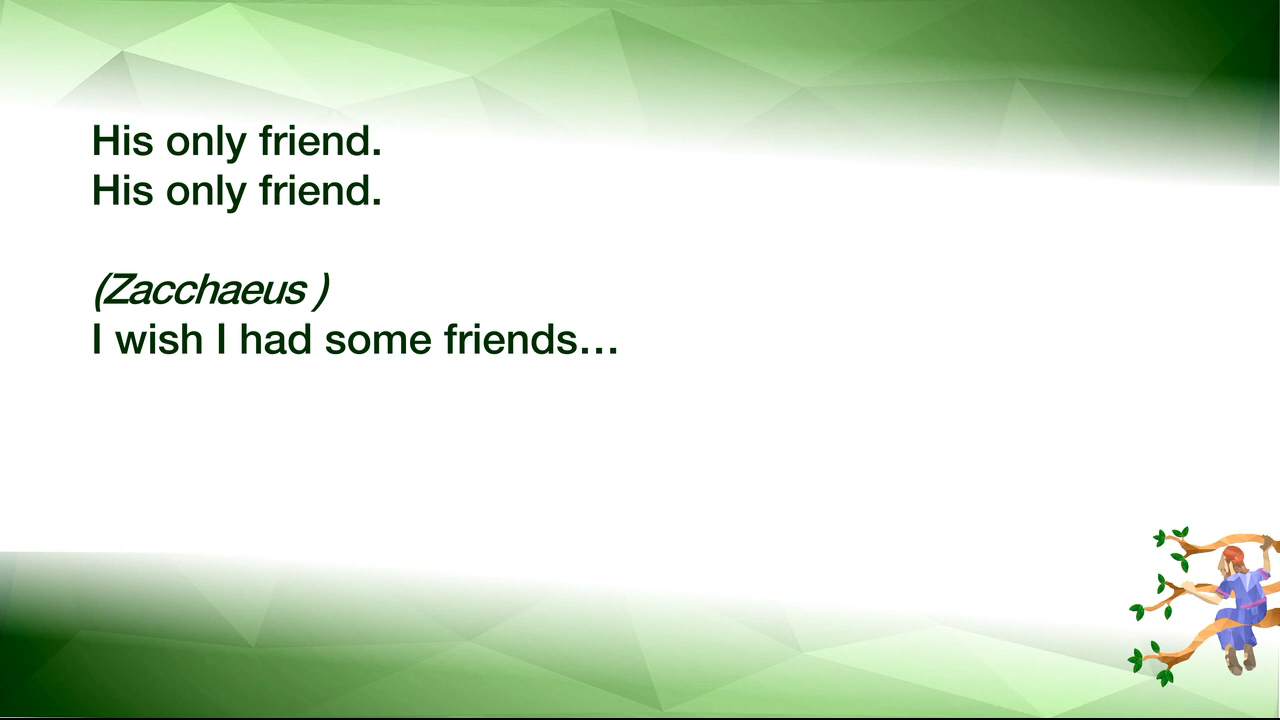 His only friend.
His only friend.
(Zacchaeus )
I wish I had some friends…